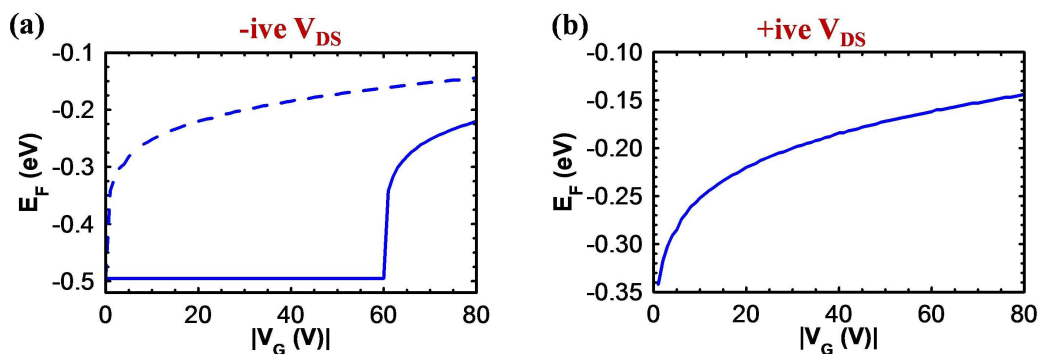 (a) -ive V_DS
-0.1
-0.2
-0.3
-0.4
-0.5
E_F (eV)
0 20 40 60 80
|V_G (V)|
(b) +ive V_DS
-0.10
-0.15
-0.20
-0.25
-0.30
-0.35
E_F (eV)
0 20 40 60 80
|V_G (V)|